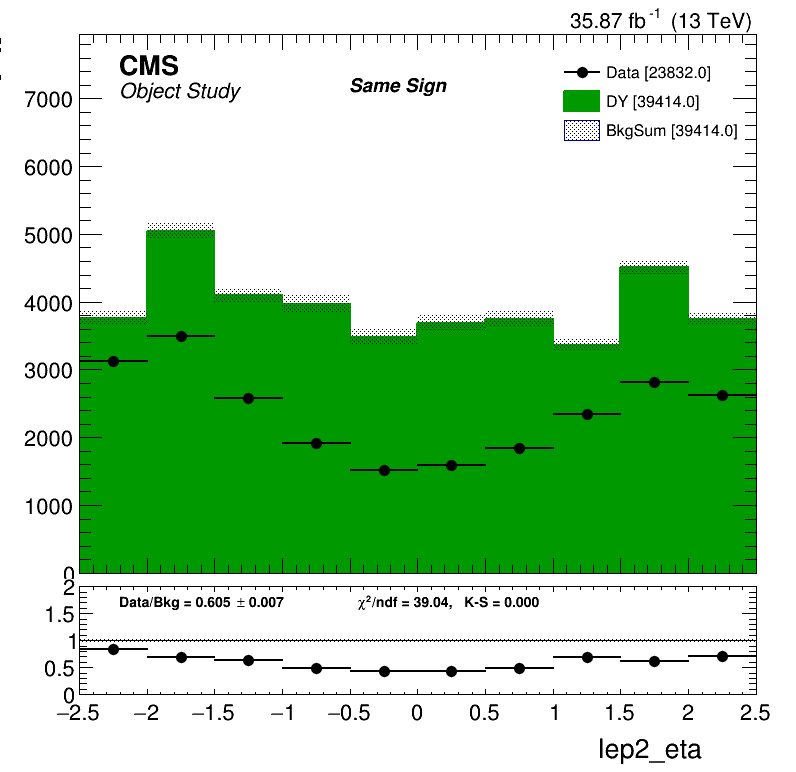 35.87 fb⁻¹ (13 TeV)
CMS
Object Study
Same Sign
Data [23832.0]
DY [39414.0]
BkgSum [39414.0]
7000
6000
5000
4000
3000
2000
1000
0
2
1.5
1
0.5
0
Data/Bkg = 0.605 ± 0.007
χ²/ndf = 39.04, K-S = 0.000
−2.5 −2 −1.5 −1 −0.5 0 0.5 1 1.5 2 2.5
lep2_eta